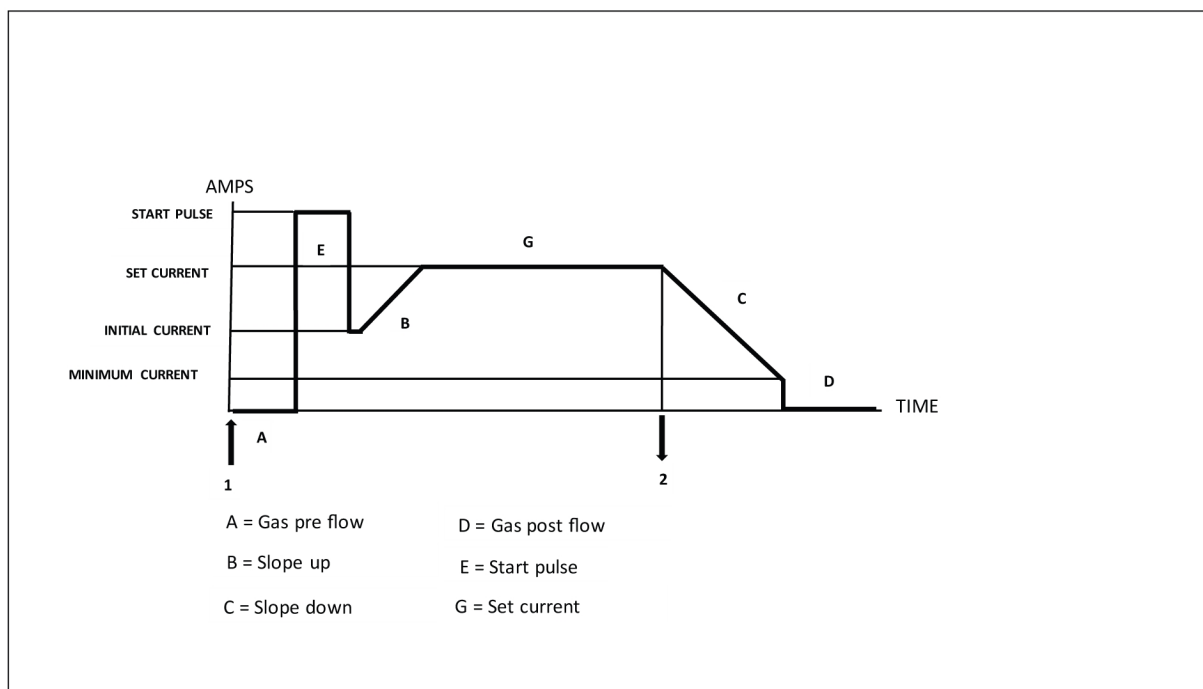 AMPS
START PULSE
E
G
SET CURRENT
C
B
INITIAL CURRENT
MINIMUM CURRENT
D
TIME
A
1
2
A = Gas pre flow
D = Gas post flow
B = Slope up
E = Start pulse
C = Slope down
G = Set current